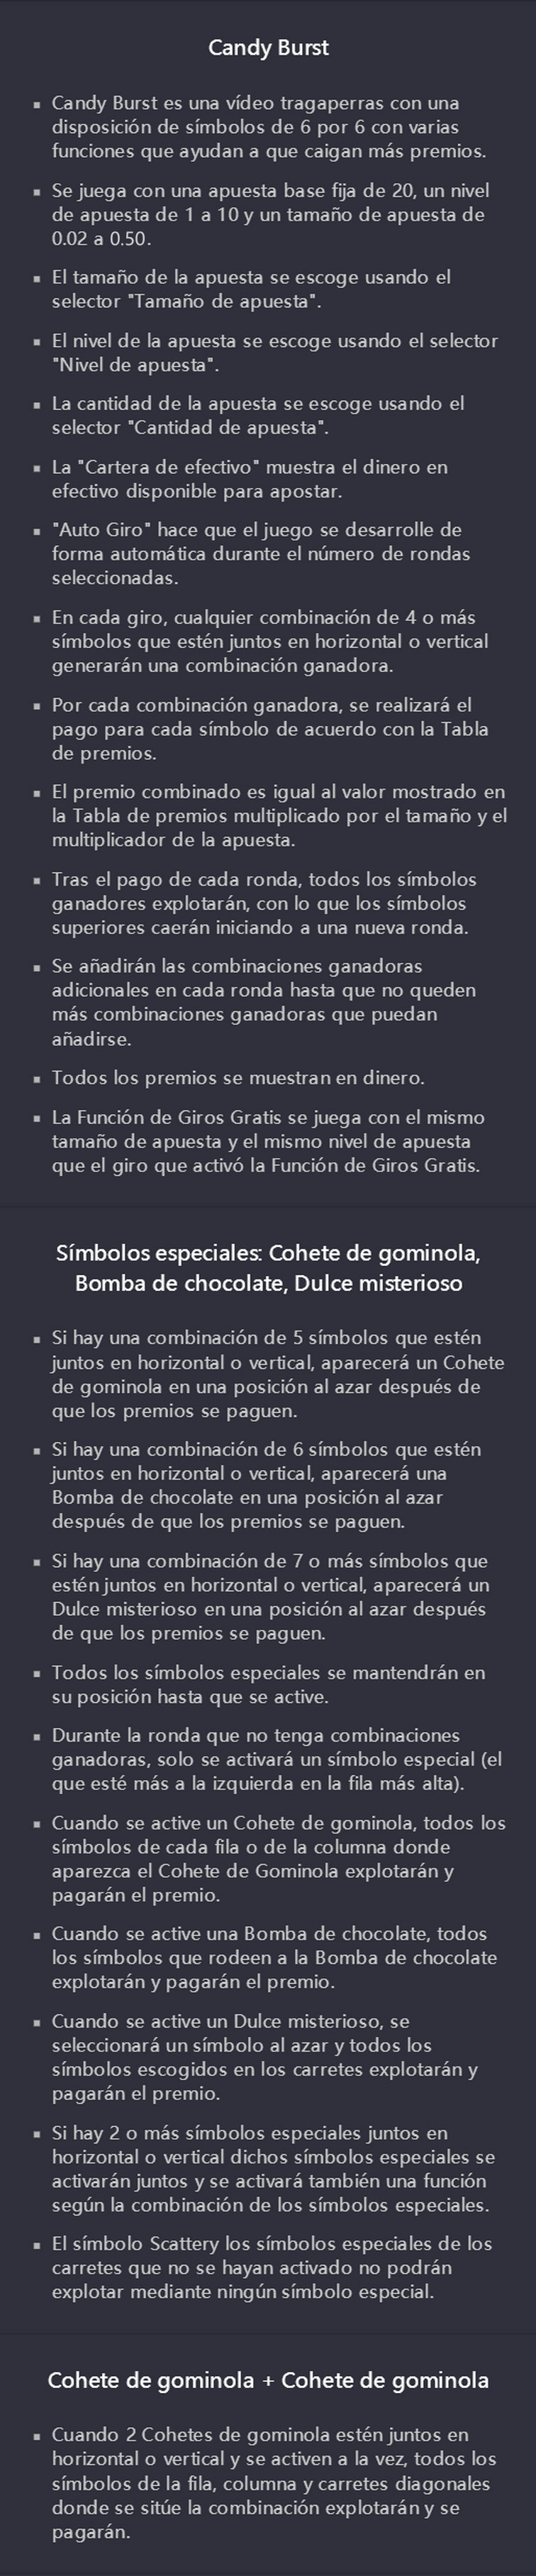 Candy Burst
▪ Candy Burst es una vídeo tragaperras con una
disposición de símbolos de 6 por 6 con varias
funciones que ayudan a que caigan más premios.
▪ Se juega con una apuesta base fija de 20, un nivel
de apuesta de 1 a 10 y un tamaño de apuesta de
0.02 a 0.50.
▪ El tamaño de la apuesta se escoge usando el
selector "Tamaño de apuesta".
▪ El nivel de la apuesta se escoge usando el selector
"Nivel de apuesta".
▪ La cantidad de la apuesta se escoge usando el
selector "Cantidad de apuesta".
▪ La "Cartera de efectivo" muestra el dinero en
efectivo disponible para apostar.
▪ "Auto Giro" hace que el juego se desarrolle de
forma automática durante el número de rondas
seleccionadas.
▪ En cada giro, cualquier combinación de 4 o más
símbolos que estén juntos en horizontal o vertical
generarán una combinación ganadora.
▪ Por cada combinación ganadora, se realizará el
pago para cada símbolo de acuerdo con la Tabla
de premios.
▪ El premio combinado es igual al valor mostrado en
la Tabla de premios multiplicado por el tamaño y el
multiplicador de la apuesta.
▪ Tras el pago de cada ronda, todos los símbolos
ganadores explotarán, con lo que los símbolos
superiores caerán iniciando a una nueva ronda.
▪ Se añadirán las combinaciones ganadoras
adicionales en cada ronda hasta que no queden
más combinaciones ganadoras que puedan
añadirse.
▪ Todos los premios se muestran en dinero.
▪ La Función de Giros Gratis se juega con el mismo
tamaño de apuesta y el mismo nivel de apuesta
que el giro que activó la Función de Giros Gratis.
Símbolos especiales: Cohete de gominola,
Bomba de chocolate, Dulce misterioso
▪ Si hay una combinación de 5 símbolos que estén
juntos en horizontal o vertical, aparecerá un Cohete
de gominola en una posición al azar después de
que los premios se paguen.
▪ Si hay una combinación de 6 símbolos que estén
juntos en horizontal o vertical, aparecerá una
Bomba de chocolate en una posición al azar
después de que los premios se paguen.
▪ Si hay una combinación de 7 o más símbolos que
estén juntos en horizontal o vertical, aparecerá un
Dulce misterioso en una posición al azar después
de que los premios se paguen.
▪ Todos los símbolos especiales se mantendrán en
su posición hasta que se active.
▪ Durante la ronda que no tenga combinaciones
ganadoras, solo se activará un símbolo especial (el
que esté más a la izquierda en la fila más alta).
▪ Cuando se active un Cohete de gominola, todos los
símbolos de cada fila o de la columna donde
aparezca el Cohete de Gominola explotarán y
pagarán el premio.
▪ Cuando se active una Bomba de chocolate, todos
los símbolos que rodeen a la Bomba de chocolate
explotarán y pagarán el premio.
▪ Cuando se active un Dulce misterioso, se
seleccionará un símbolo al azar y todos los
símbolos escogidos en los carretes explotarán y
pagarán el premio.
▪ Si hay 2 o más símbolos especiales juntos en
horizontal o vertical dichos símbolos especiales se
activarán juntos y se activará también una función
según la combinación de los símbolos especiales.
▪ El símbolo Scattery los símbolos especiales de los
carretes que no se hayan activado no podrán
explotar mediante ningún símbolo especial.
Cohete de gominola + Cohete de gominola
▪ Cuando 2 Cohetes de gominola estén juntos en
horizontal o vertical y se activen a la vez, todos los
símbolos de la fila, columna y carretes diagonales
donde se sitúe la combinación explotarán y se
pagarán.